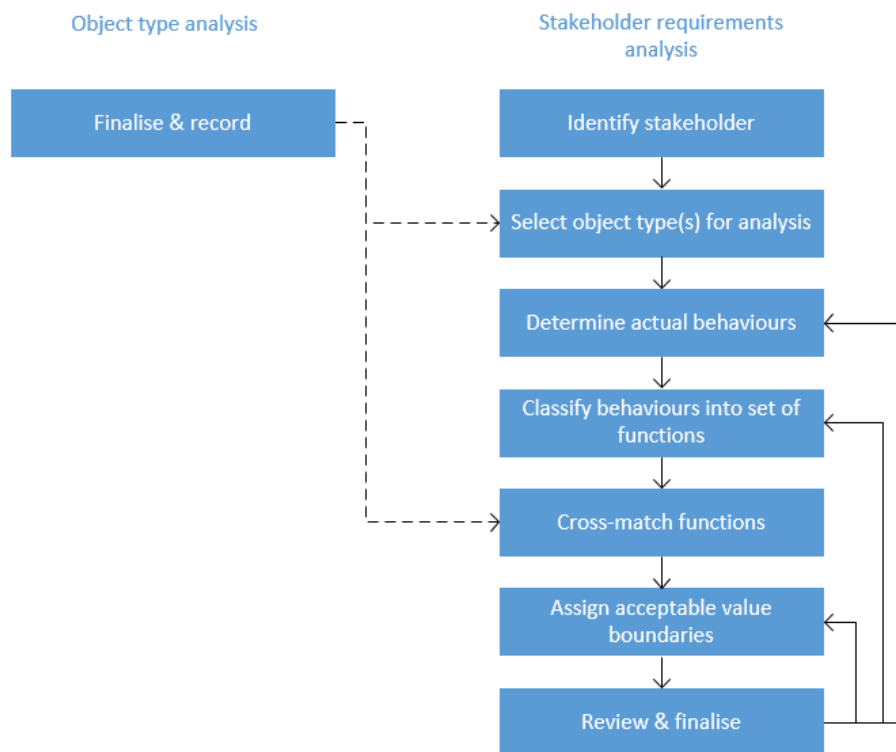 Object type analysis
Stakeholder requirements
analysis
Finalise & record
Identify stakeholder
Select object type(s) for analysis
Determine actual behaviours
Classify behaviours into set of
functions
Cross-match functions
Assign acceptable value
boundaries
Review & finalise